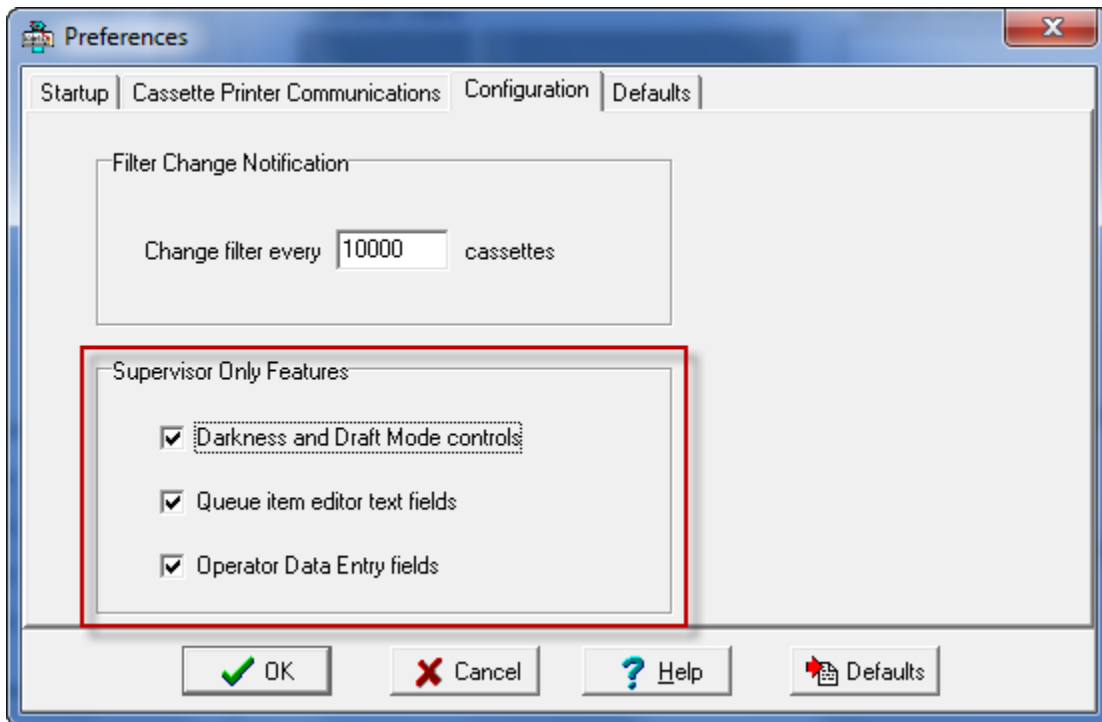 Preferences
Startup Cassette Printer Communications Configuration Defaults
Filter Change Notification
Change filter every 10000 cassettes
Supervisor Only Features
Darkness and Draft Mode controls
Queue item editor text fields
Operator Data Entry fields
OK Cancel Help Defaults